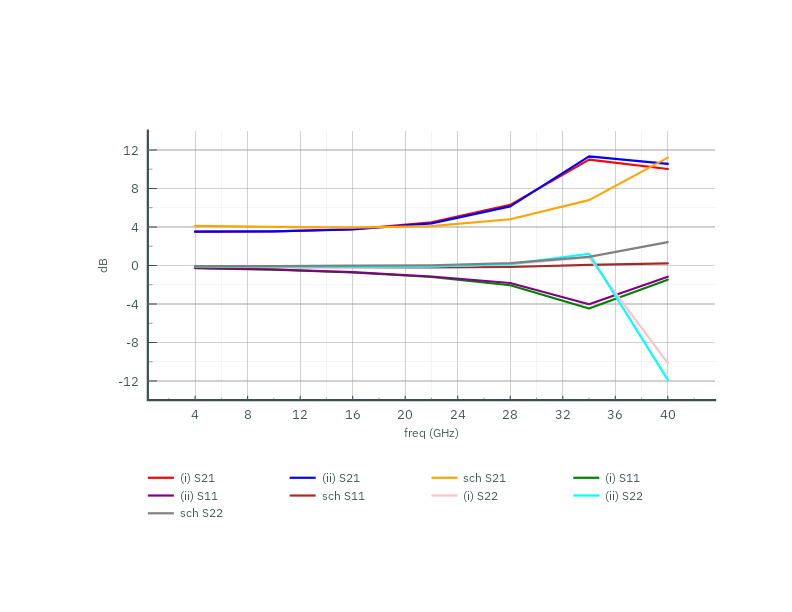 12
8
4
0
-4
-8
-12
dB
4 8 12 16 20 24 28 32 36 40
freq (GHz)
(i) S21 (ii) S21 sch S21 (i) S11
(ii) S11 sch S11 (i) S22 (ii) S22
sch S22